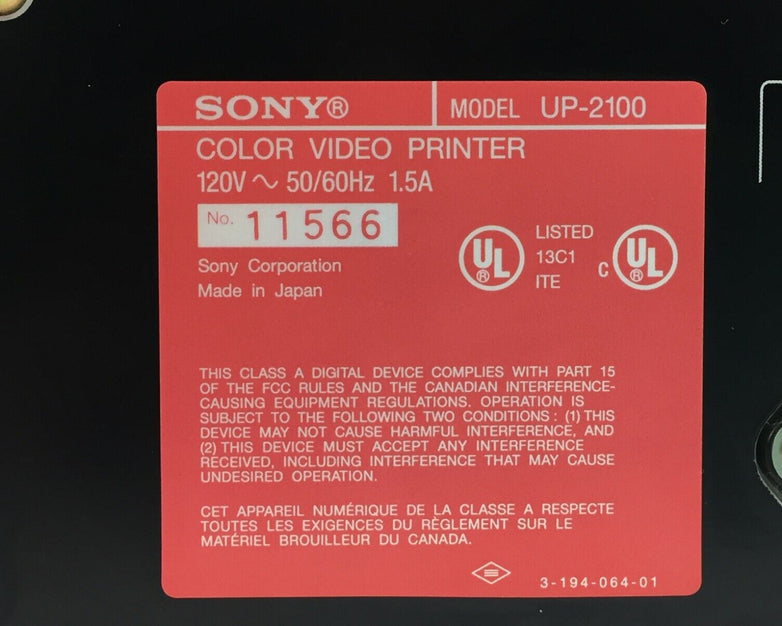 SONY® MODEL UP-2100
COLOR VIDEO PRINTER
120V ~ 50/60Hz 1.5A
No. 11566
Sony Corporation
Made in Japan
UL®
LISTED
13C1
ITE
C UL®
THIS CLASS A DIGITAL DEVICE COMPLIES WITH PART 15
OF THE FCC RULES AND THE CANADIAN INTERFERENCE-
CAUSING EQUIPMENT REGULATIONS. OPERATION IS
SUBJECT TO THE FOLLOWING TWO CONDITIONS : (1) THIS
DEVICE MAY NOT CAUSE HARMFUL INTERFERENCE, AND
(2) THIS DEVICE MUST ACCEPT ANY INTERFERENCE
RECEIVED, INCLUDING INTERFERENCE THAT MAY CAUSE
UNDESIRED OPERATION.
CET APPAREIL NUMÉRIQUE DE LA CLASSE A RESPECTE
TOUTES LES EXIGENCES DU RÈGLEMENT SUR LE
MATÉRIEL BROUILLEUR DU CANADA.
3-194-064-01